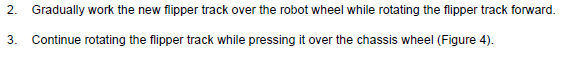 2. Gradually work the new flipper track over the robot wheel while rotating the flipper track forward.
3. Continue rotating the flipper track while pressing it over the chassis wheel (Figure 4).